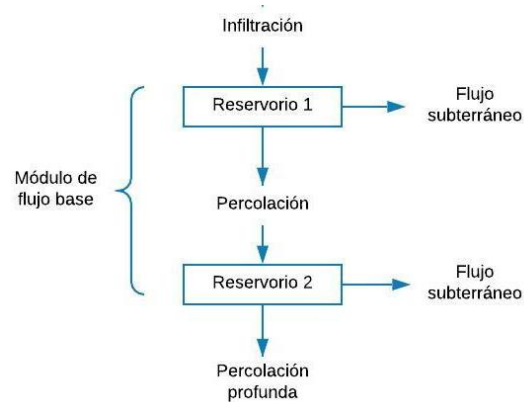 Infiltración
Reservorio 1
Flujo
subterráneo
Módulo de
flujo base
Percolación
Reservorio 2
Flujo
subterráneo
Percolación
profunda